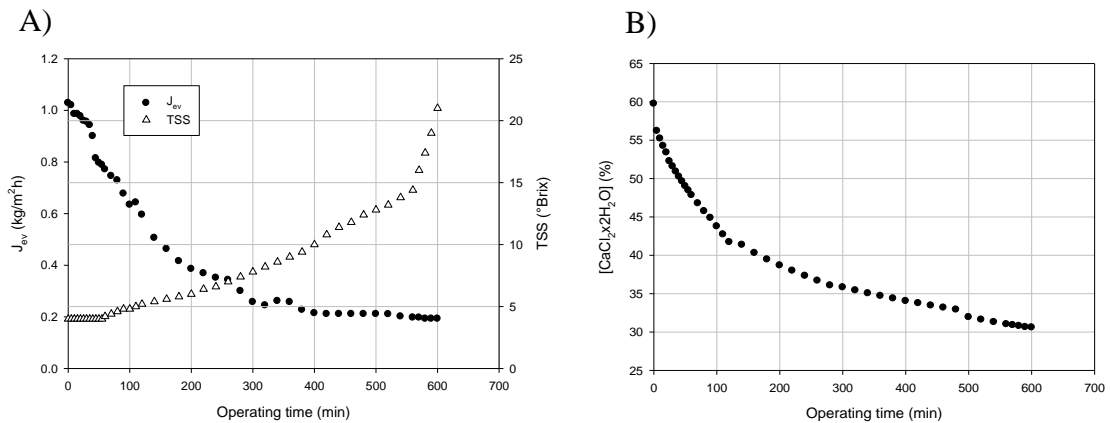 A)
1.2
1.0
0.8
0.6
0.4
0.2
0.0
J_ev (kg/m²h)
J_ev
TSS
25
20
15
10
5
0
TSS (°Brix)
0 100 200 300 400 500 600 700
Operating time (min)
B)
65
60
55
50
45
40
35
30
25
[CaCl₂x2H₂O] (%)
0 100 200 300 400 500 600 700
Operating time (min)